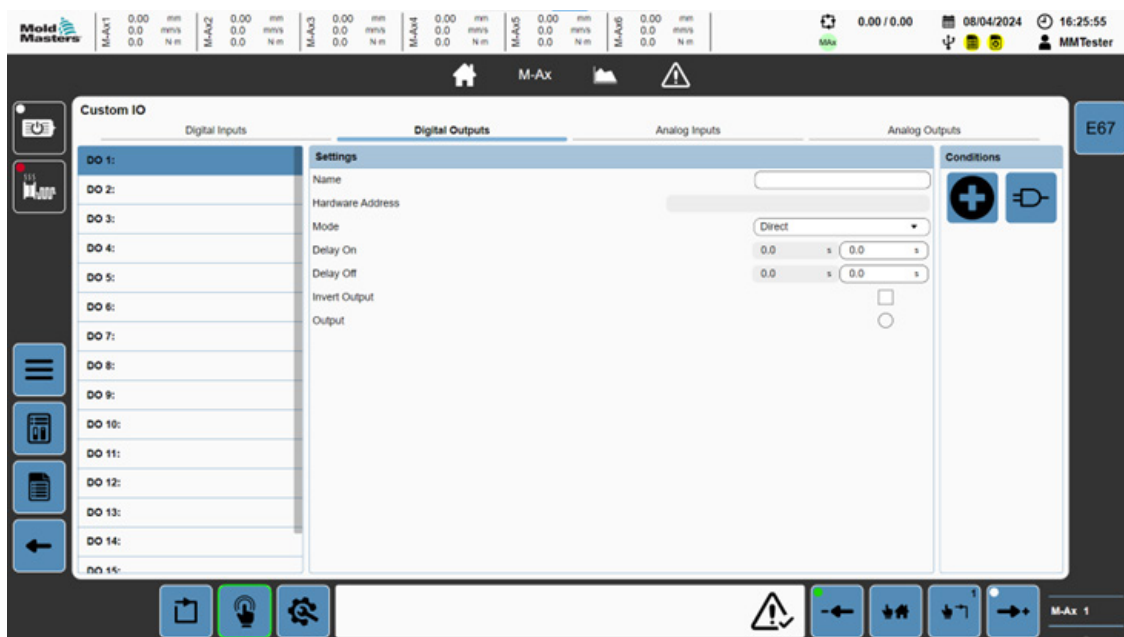 Mold Masters
M-Ax1 0.00 mm 0.0 mm/s 0.0 N·m
M-Ax2 0.00 mm 0.0 mm/s 0.0 N·m
M-Ax3 0.00 mm 0.0 mm/s 0.0 N·m
M-Ax4 0.00 mm 0.0 mm/s 0.0 N·m
M-Ax5 0.00 mm 0.0 mm/s 0.0 N·m
M-Ax6 0.00 mm 0.0 mm/s 0.0 N·m
MAx
0.00 / 0.00
08/04/2024
16:25:55
MMTester
M-Ax
E67
Custom IO
Digital Inputs
Digital Outputs
Analog Inputs
Analog Outputs
DO 1:
DO 2:
DO 3:
DO 4:
DO 5:
DO 6:
DO 7:
DO 8:
DO 9:
DO 10:
DO 11:
DO 12:
DO 13:
DO 14:
DO 15:
Settings
Name
Hardware Address
Mode Direct
Delay On 0.0 s 0.0 s
Delay Off 0.0 s 0.0 s
Invert Output
Output
Conditions
1
M-Ax 1